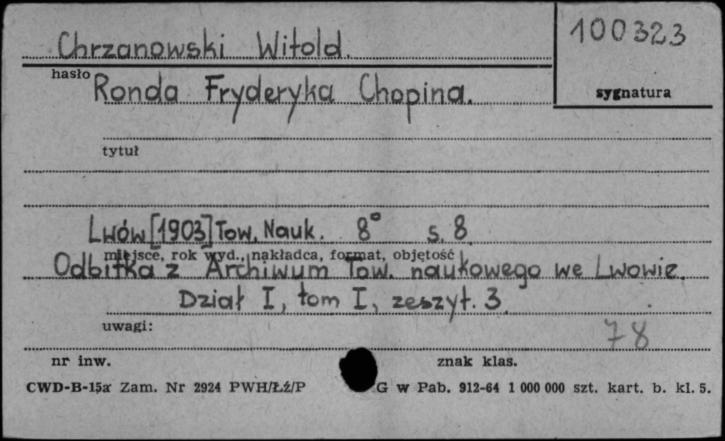 Chrzanowski Witold.
100323
hasło
Ronda Fryderyka Chopina.
sygnatura
tytuł
Lwów [1903] Tow. Nauk. 8° s. 8
miejsce, rok wyd., nakładca, format, objętość
Odbitka z Archiwum Tow. naukowego we Lwowie.
Dział I, tom I, zeszyt. 3.
uwagi:
78
nr inw.
znak klas.
CWD-B-15a Zam. Nr 2924 PWH/Łź/P
G w Pab. 912-64 1 000 000 szt. kart. b. kl. 5.